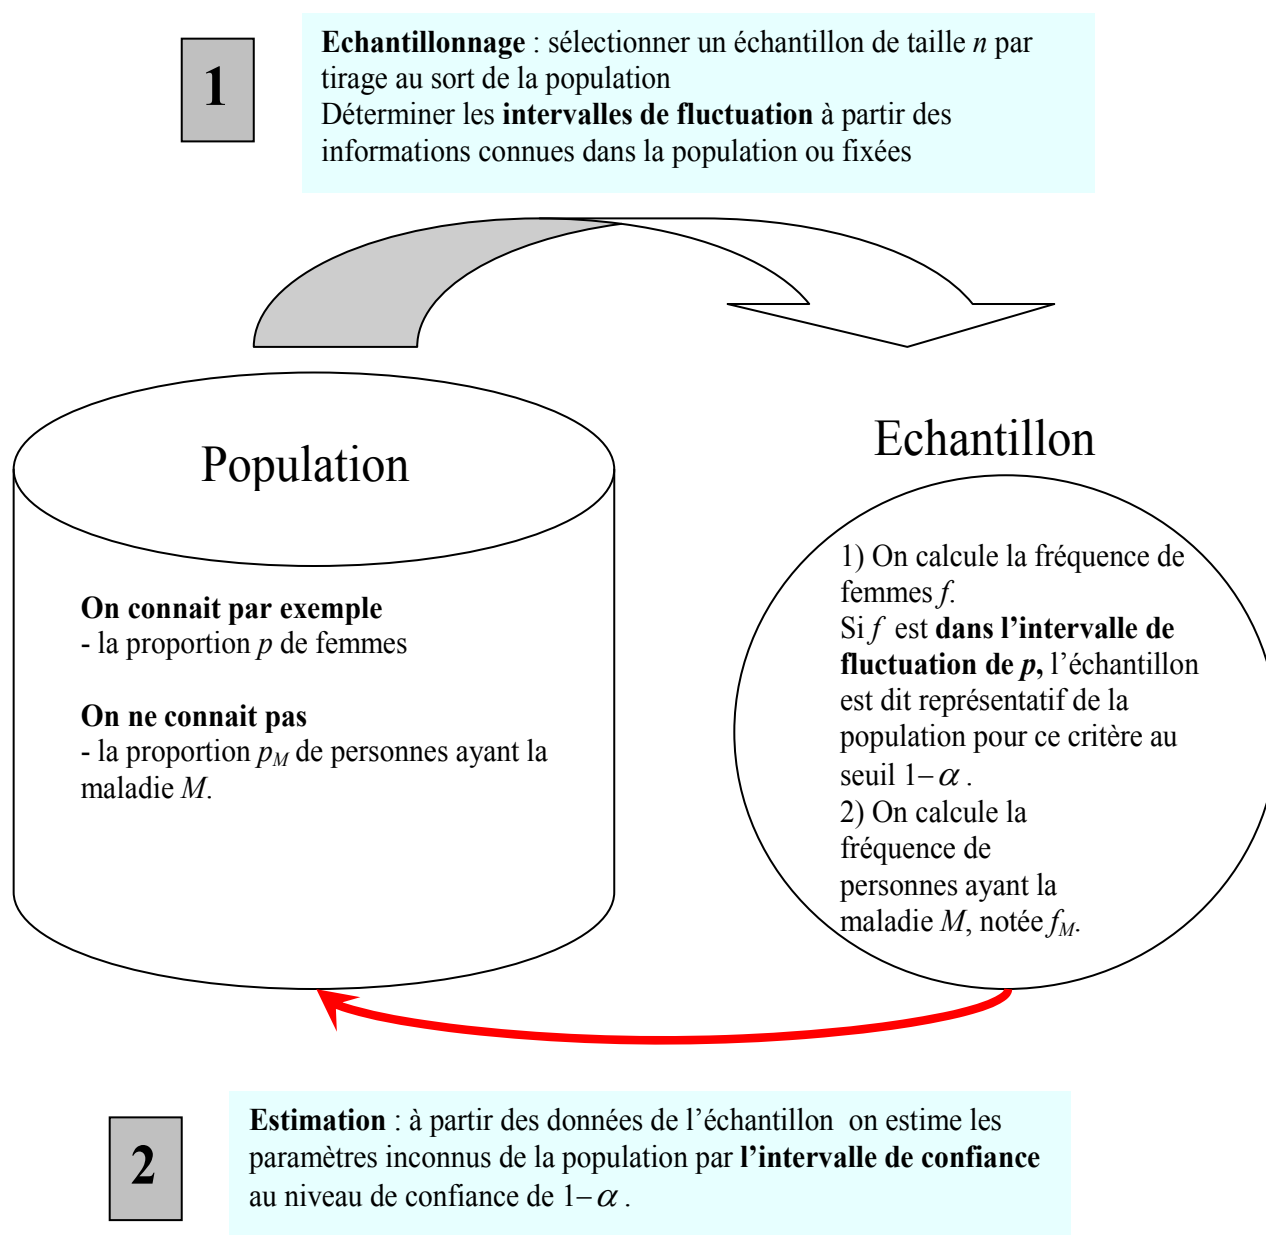 1
Echantillonnage : sélectionner un échantillon de taille n par
tirage au sort de la population
Déterminer les intervalles de fluctuation à partir des
informations connues dans la population ou fixées
Population
On connait par exemple
- la proportion p de femmes
On ne connait pas
- la proportion p_M de personnes ayant la
maladie M.
Echantillon
1) On calcule la fréquence de
femmes f.
Si f est dans l’intervalle de
fluctuation de p, l’échantillon
est dit représentatif de la
population pour ce critère au
seuil 1−α .
2) On calcule la
fréquence de
personnes ayant la
maladie M, notée f_M.
2
Estimation : à partir des données de l’échantillon on estime les
paramètres inconnus de la population par l’intervalle de confiance
au niveau de confiance de 1−α .